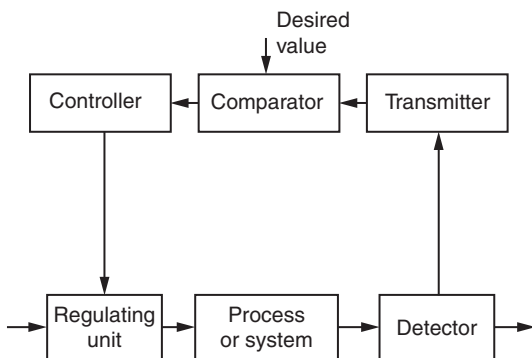 Desired
value
Controller
Comparator
Transmitter
Regulating
unit
Process
or system
Detector